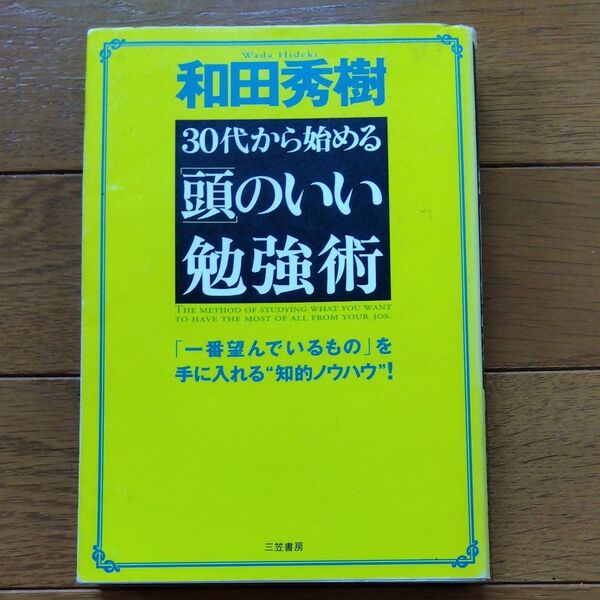 Wada Hideki
和田秀樹
30代から始める
「頭」のいい
勉強術
THE METHOD OF STUDYING WHAT YOU WANT
TO HAVE THE MOST OF ALL FROM YOUR 30S.
「一番望んでいるもの」を
手に入れる“知的ノウハウ”!
三笠書房